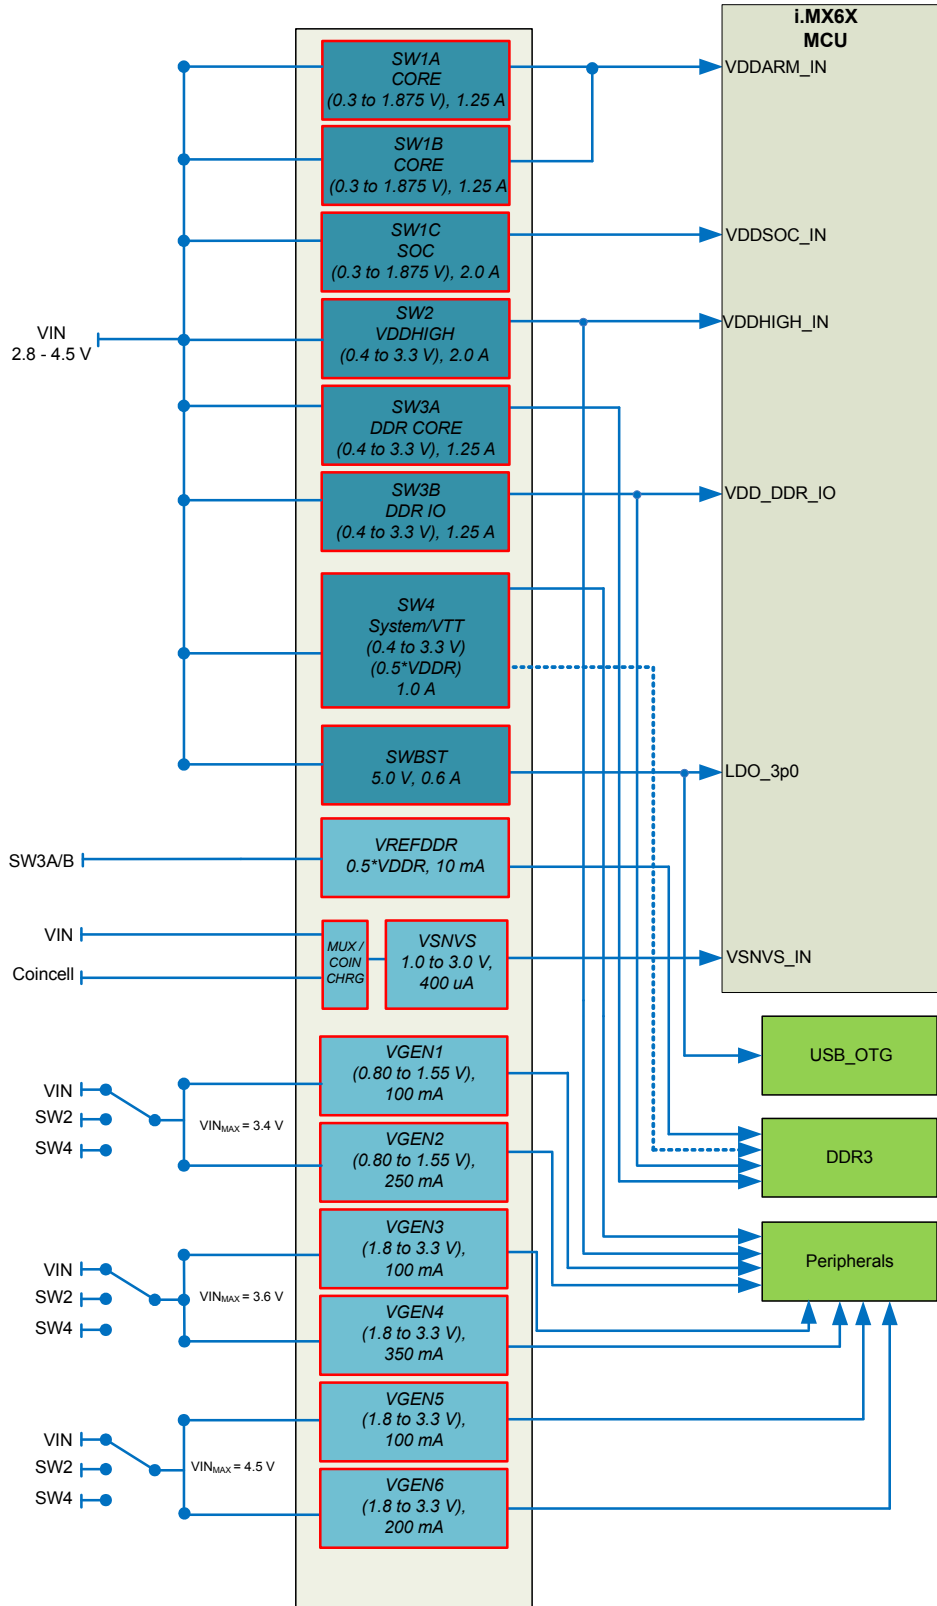 i.MX6X
MCU
SW1A
CORE
(0.3 to 1.875 V), 1.25 A
VDDARM_IN
SW1B
CORE
(0.3 to 1.875 V), 1.25 A
SW1C
SOC
(0.3 to 1.875 V), 2.0 A
VDDSOC_IN
VIN
2.8 - 4.5 V
SW2
VDDHIGH
(0.4 to 3.3 V), 2.0 A
VDDHIGH_IN
SW3A
DDR CORE
(0.4 to 3.3 V), 1.25 A
SW3B
DDR IO
(0.4 to 3.3 V), 1.25 A
VDD_DDR_IO
SW4
System/VTT
(0.4 to 3.3 V)
(0.5*VDDR)
1.0 A
SWBST
5.0 V, 0.6 A
LDO_3p0
SW3A/B
VREFDDR
0.5*VDDR, 10 mA
VIN
Coincell
MUX /
COIN
CHRG
VSNVS
1.0 to 3.0 V,
400 uA
VSNVS_IN
USB_OTG
VIN
SW2
SW4
VINMAX = 3.4 V
VGEN1
(0.80 to 1.55 V),
100 mA
VGEN2
(0.80 to 1.55 V),
250 mA
DDR3
VIN
SW2
SW4
VINMAX = 3.6 V
VGEN3
(1.8 to 3.3 V),
100 mA
VGEN4
(1.8 to 3.3 V),
350 mA
Peripherals
VIN
SW2
SW4
VINMAX = 4.5 V
VGEN5
(1.8 to 3.3 V),
100 mA
VGEN6
(1.8 to 3.3 V),
200 mA